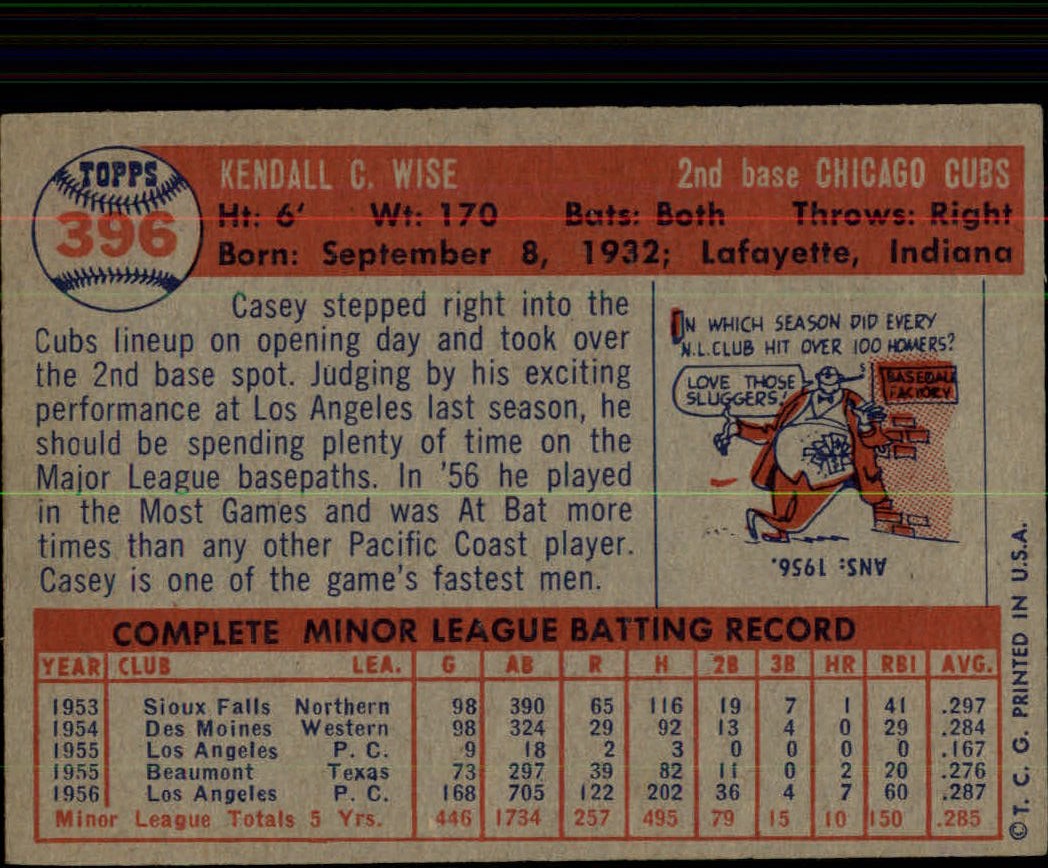 TOPPS
396
KENDALL C. WISE 2nd base CHICAGO CUBS
Ht: 6' Wt: 170 Bats: Both Throws: Right
Born: September 8, 1932; Lafayette, Indiana
Casey stepped right into the
Cubs lineup on opening day and took over
the 2nd base spot. Judging by his exciting
performance at Los Angeles last season, he
should be spending plenty of time on the
Major League basepaths. In '56 he played
in the Most Games and was At Bat more
times than any other Pacific Coast player.
Casey is one of the game's fastest men.
IN WHICH SEASON DID EVERY
N.L. CLUB HIT OVER 100 HOMERS?
LOVE THOSE
SLUGGERS!
BASEBALL
FACTORY
ANS: 1956.
COMPLETE MINOR LEAGUE BATTING RECORD
YEAR CLUB LEA. G AB R H 2B 3B HR RBI AVG.
1953 Sioux Falls Northern 98 390 65 116 19 7 1 41 .297
1954 Des Moines Western 98 324 29 92 13 4 0 29 .284
1955 Los Angeles P. C. 9 18 2 3 0 0 0 0 .167
1955 Beaumont Texas 73 297 39 82 11 0 2 20 .276
1956 Los Angeles P. C. 168 705 122 202 36 4 7 60 .287
Minor League Totals 5 Yrs. 446 1734 257 495 79 15 10 150 .285
©T. C. G. PRINTED IN U.S.A.